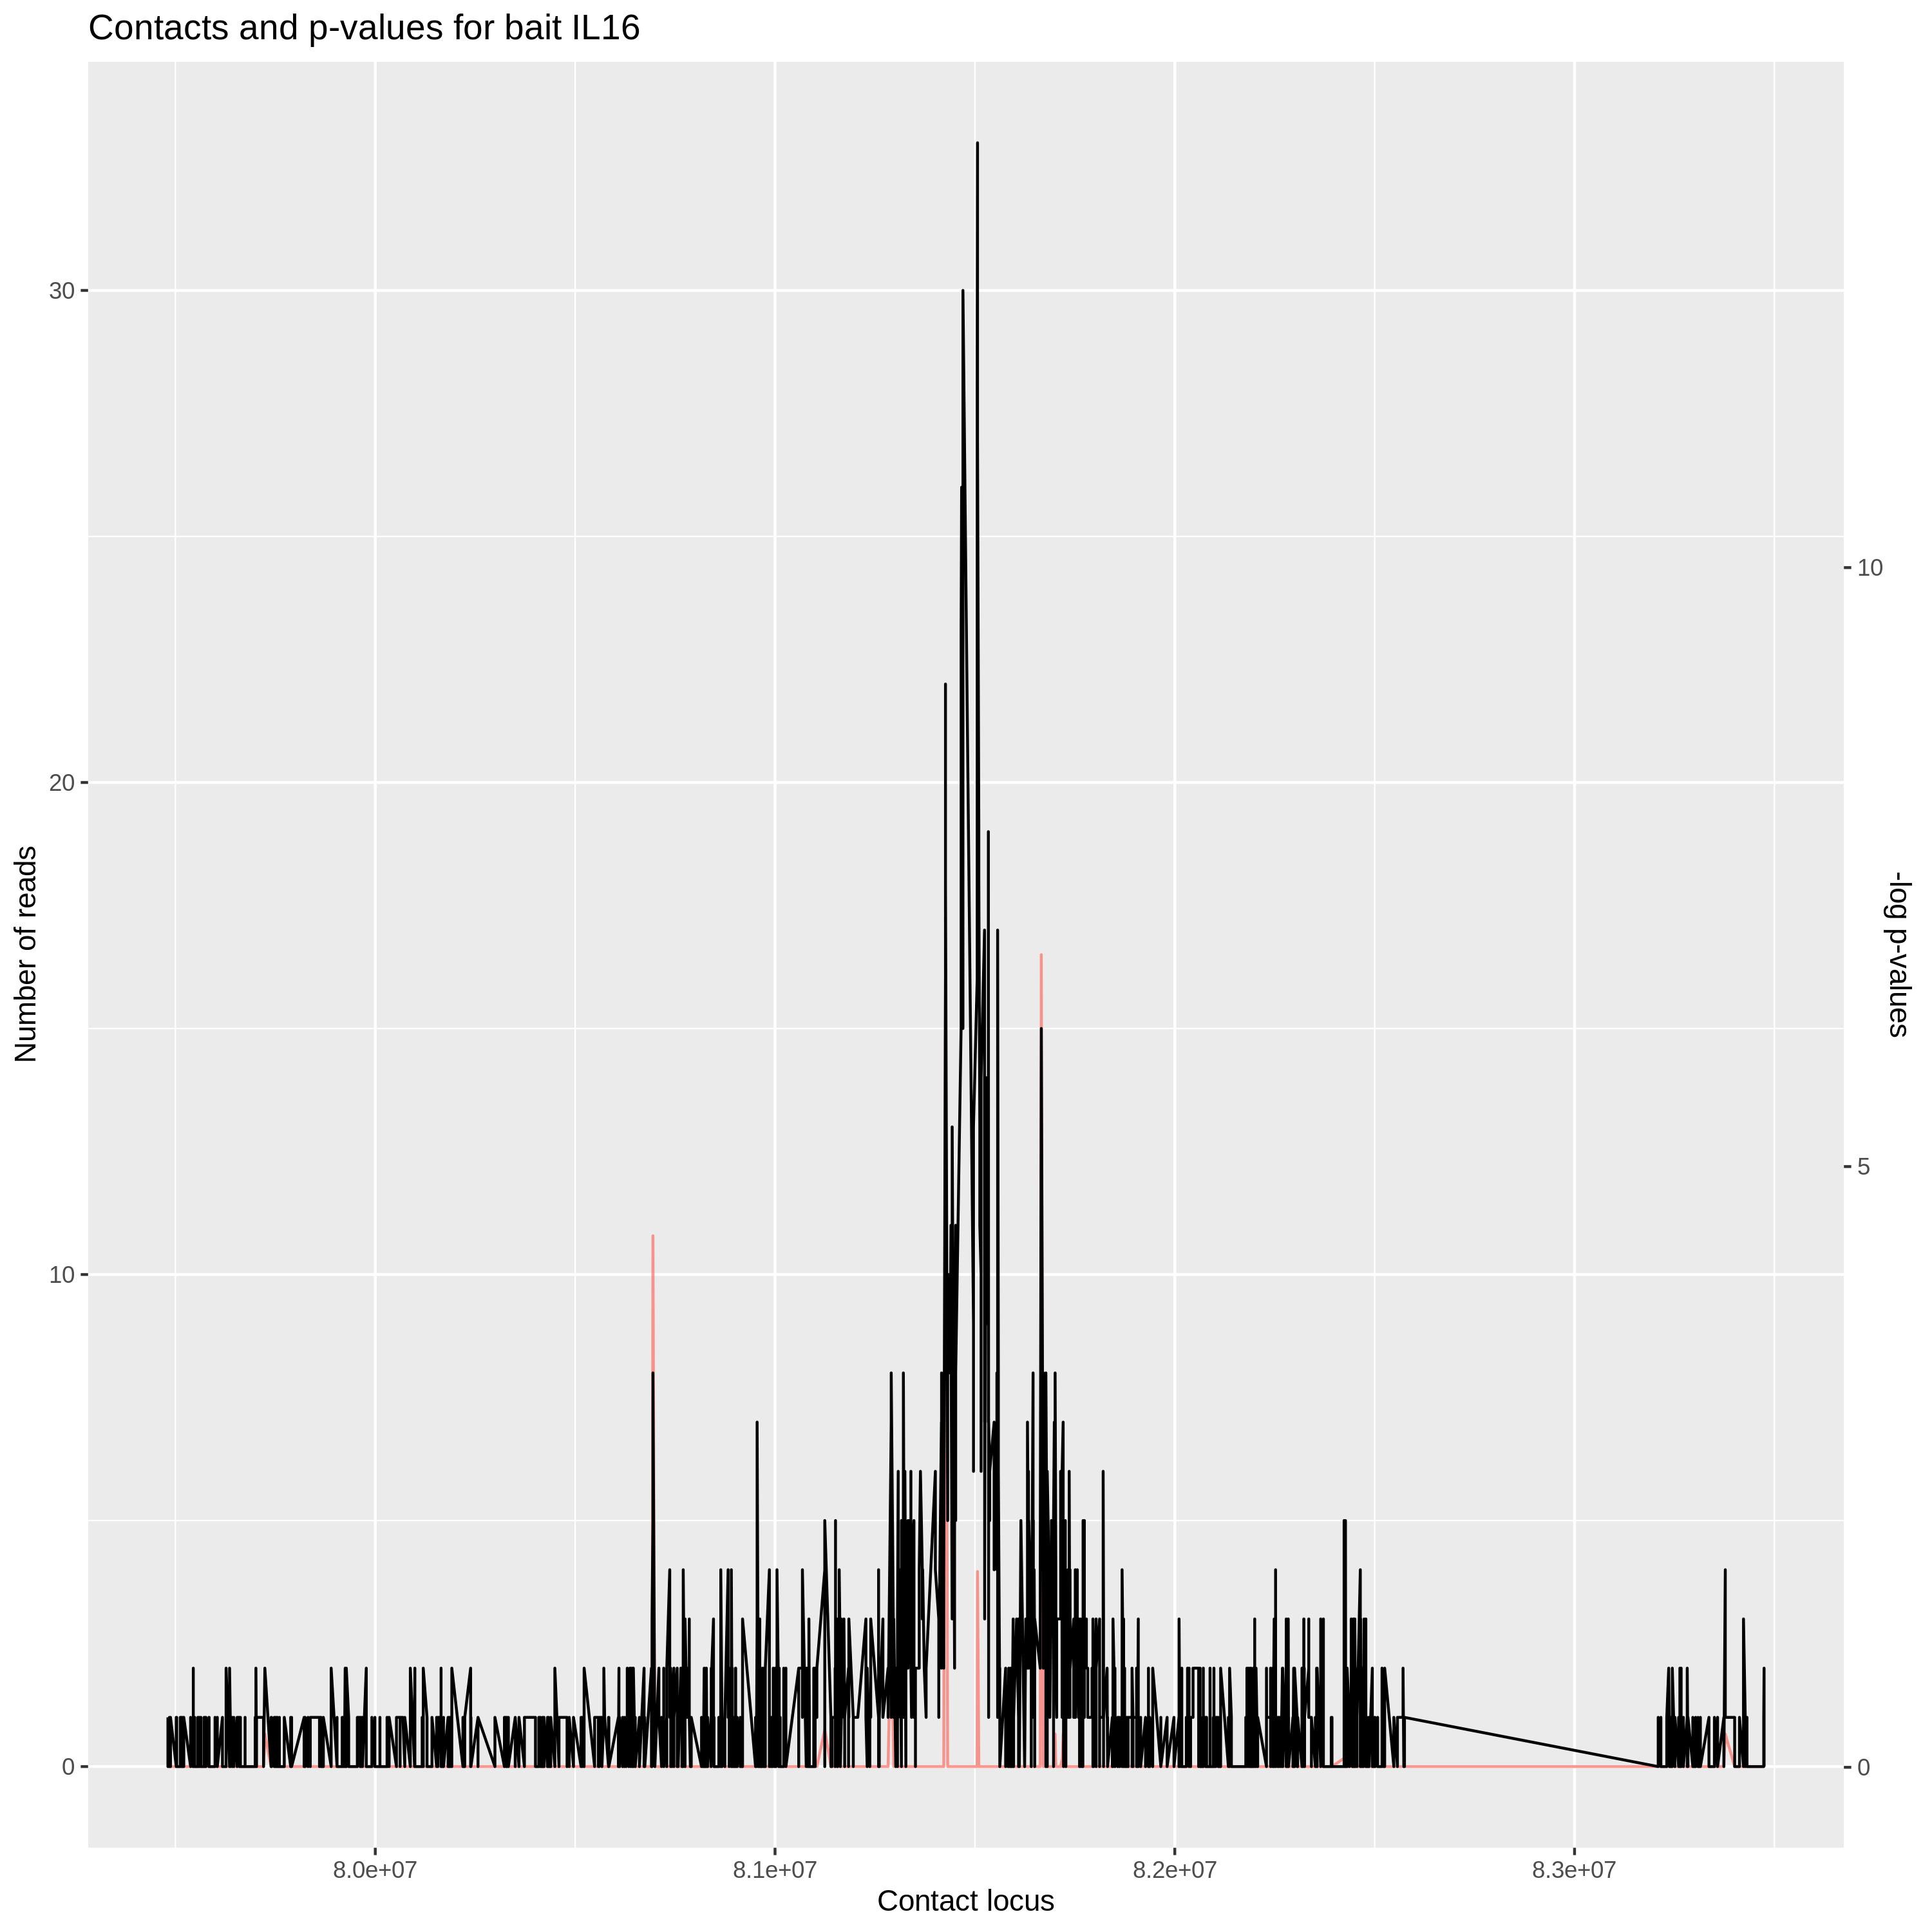 Contacts and p-values for bait IL16
30
20
10
0
Number of reads
10
5
0
-log p-values
8.0e+07 8.1e+07 8.2e+07 8.3e+07
Contact locus